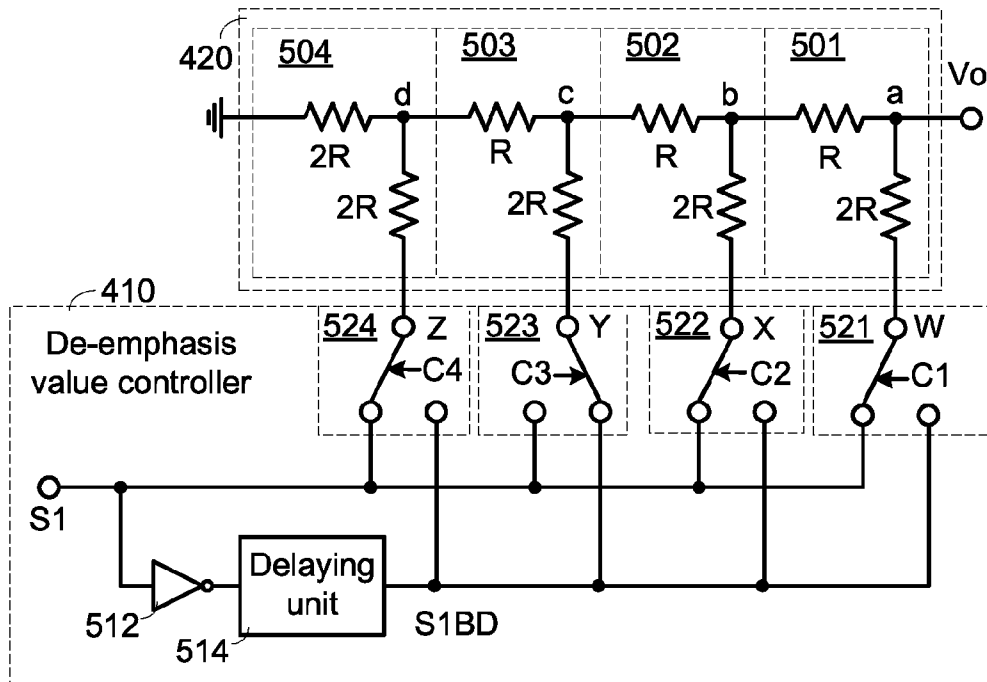 420
504
503
502
501
Vo
d
c
b
a
2R
R
R
R
2R
2R
2R
2R
410
De-emphasis
value controller
524
Z
C4
523
Y
C3
522
X
C2
521
W
C1
S1
512
Delaying
unit
514
S1BD